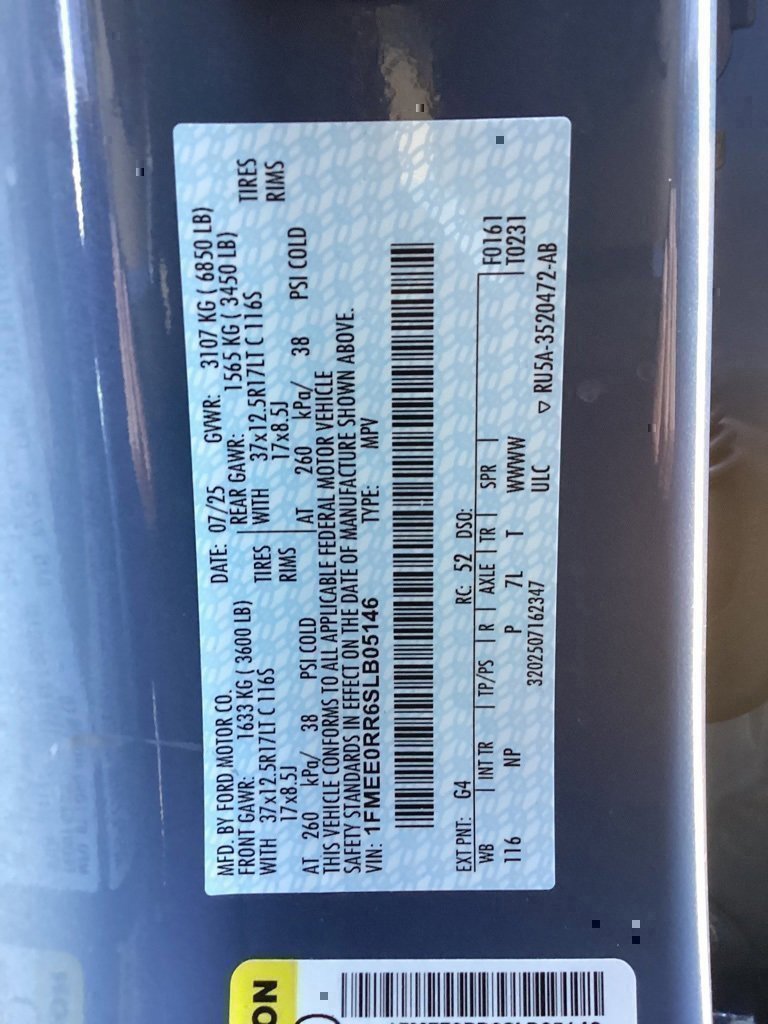 MFD. BY FORD MOTOR CO.
DATE: 07/25 GVWR: 3107 KG ( 6850 LB)
FRONT GAWR: 1633 KG ( 3600 LB) REAR GAWR: 1565 KG ( 3450 LB)
WITH 37x12.5R17LT C 116S TIRES WITH 37x12.5R17LT C 116S TIRES
17x8.5J RIMS 17x8.5J RIMS
AT 260 kPa/ 38 PSI COLD AT 260 kPa/ 38 PSI COLD
THIS VEHICLE CONFORMS TO ALL APPLICABLE FEDERAL MOTOR VEHICLE
SAFETY STANDARDS IN EFFECT ON THE DATE OF MANUFACTURE SHOWN ABOVE.
VIN: 1FMEE0RR6SLB05146 TYPE: MPV
EXT PNT: G4 RC: 52 DSO: F0161
WB INT TR TP/PS R AXLE TR SPR T0231
116 NP P 7L T WWWW
3202507162347 ULC ▽ RU5A-3520472-AB
ON